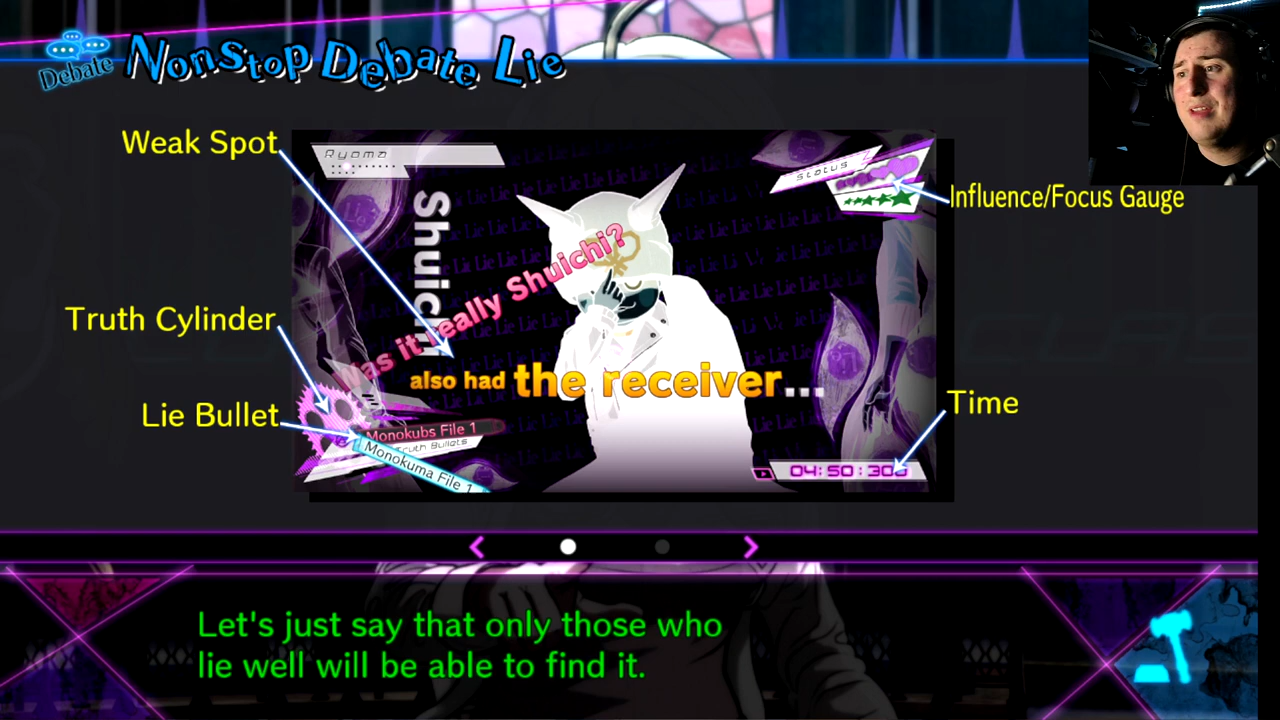 Debate
Nonstop Debate Lie
Weak Spot
Ryoma
status
Influence/Focus Gauge
Shuichi
Was it really Shuichi?
Truth Cylinder
also had the receiver...
Time
Lie Bullet
Monokubs File 1
Truth Bullets
Monokuma File 1
04:50:300
Let's just say that only those who
lie well will be able to find it.